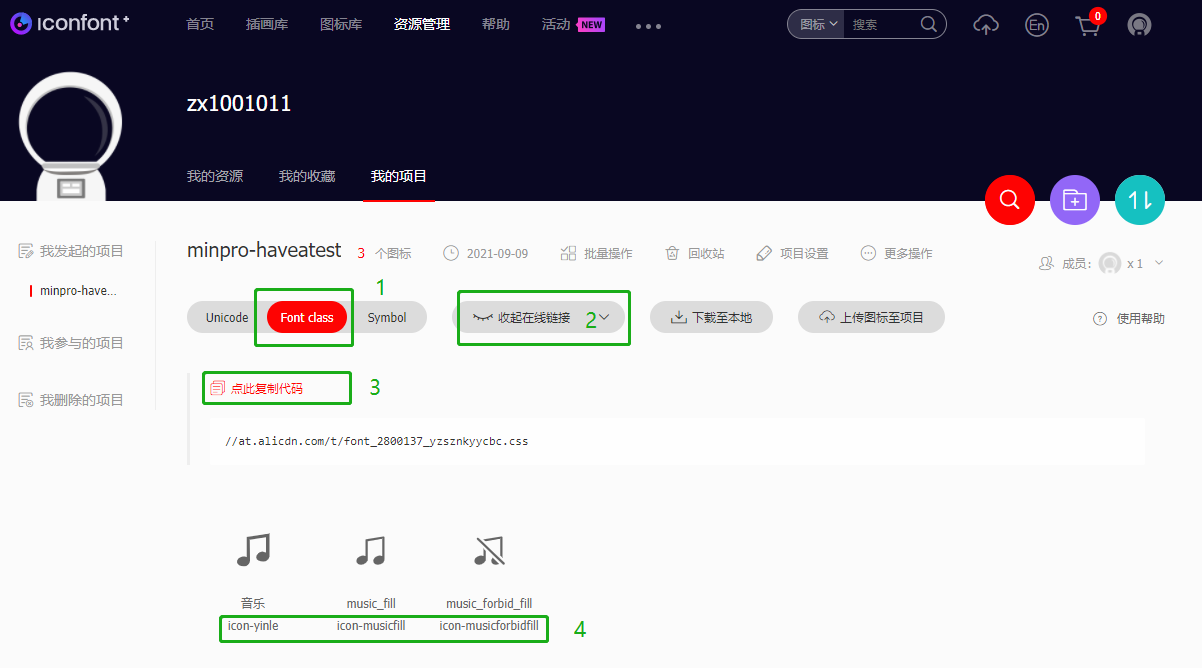 iconfont+ 首页 插画库 图标库 资源管理 帮助 活动 NEW 图标 搜索 En 0
zx1001011
我的资源 我的收藏 我的项目
我发起的项目
minpro-have...
我参与的项目
我删除的项目
minpro-haveatest 3 个图标 2021-09-09 批量操作 回收站 项目设置 更多操作
成员: x 1
1
Unicode Font class Symbol 收起在线链接 2 下载至本地 上传图标至项目 使用帮助
点此复制代码 3
//at.alicdn.com/t/font_2800137_yzsznkyycbc.css
音乐 music_fill music_forbid_fill
icon-yinle icon-musicfill icon-musicforbidfill 4